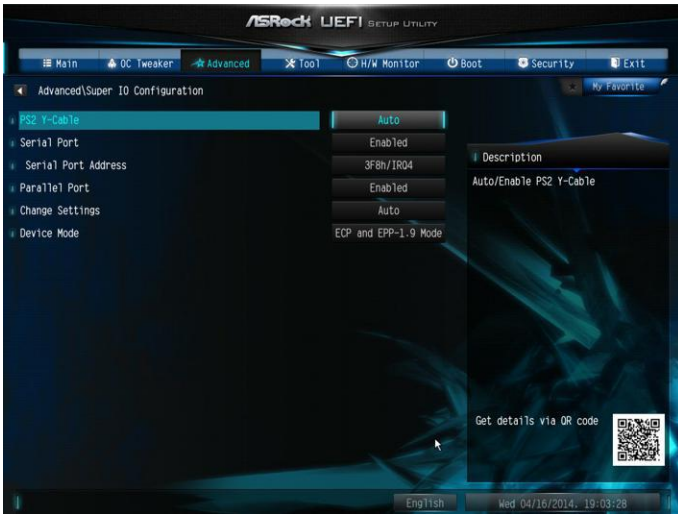 ASRock UEFI SETUP UTILITY
Main OC Tweaker Advanced Tool H/W Monitor Boot Security Exit
Advanced\Super IO Configuration
My Favorite
PS2 Y-Cable Auto
Serial Port Enabled
Serial Port Address 3F8h/IRQ4
Parallel Port Enabled
Change Settings Auto
Device Mode ECP and EPP-1.9 Mode
Description
Auto/Enable PS2 Y-Cable
Get details via QR code
English Wed 04/16/2014. 19:03:28